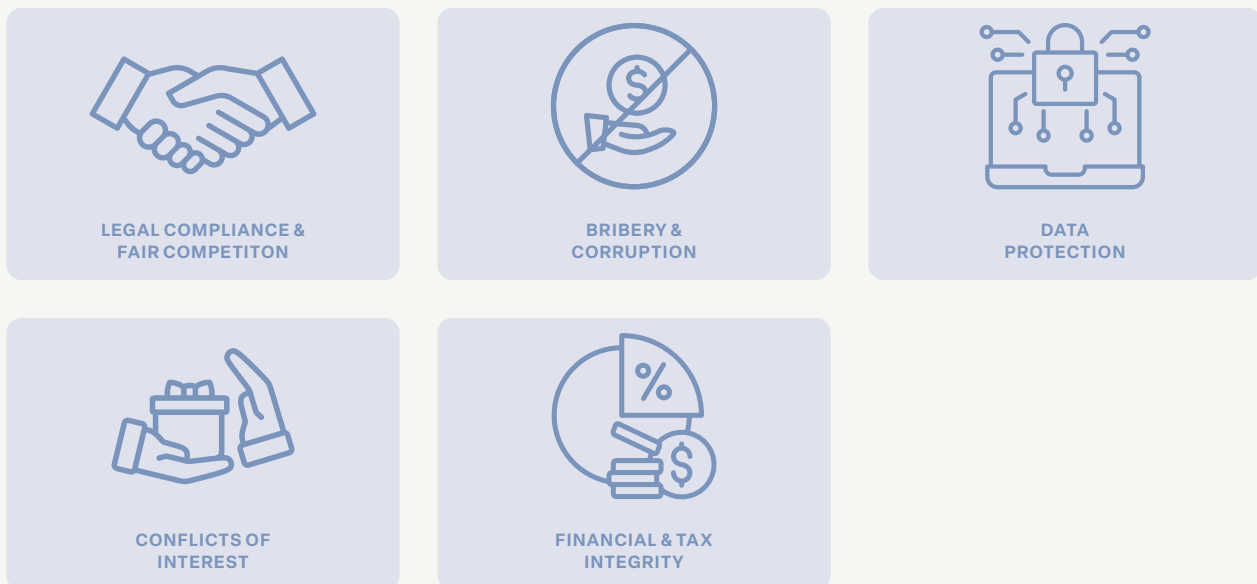 LEGAL COMPLIANCE &
FAIR COMPETITON
BRIBERY &
CORRUPTION
DATA
PROTECTION
CONFLICTS OF
INTEREST
FINANCIAL & TAX
INTEGRITY
$
%
$